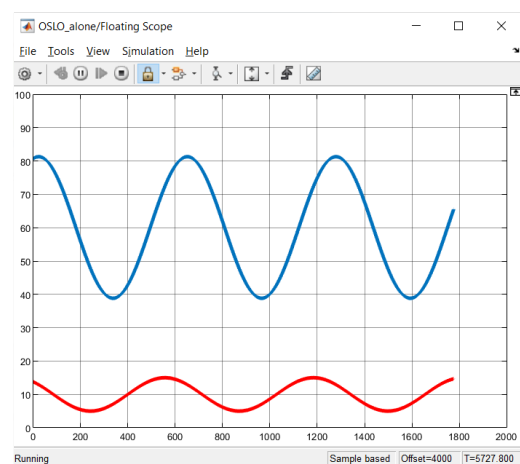 OSLO_alone/Floating Scope
File Tools View Simulation Help
100
90
80
70
60
50
40
30
20
10
0
0 200 400 600 800 1000 1200 1400 1600 1800 2000
Running Sample based Offset=4000 T=5727.800